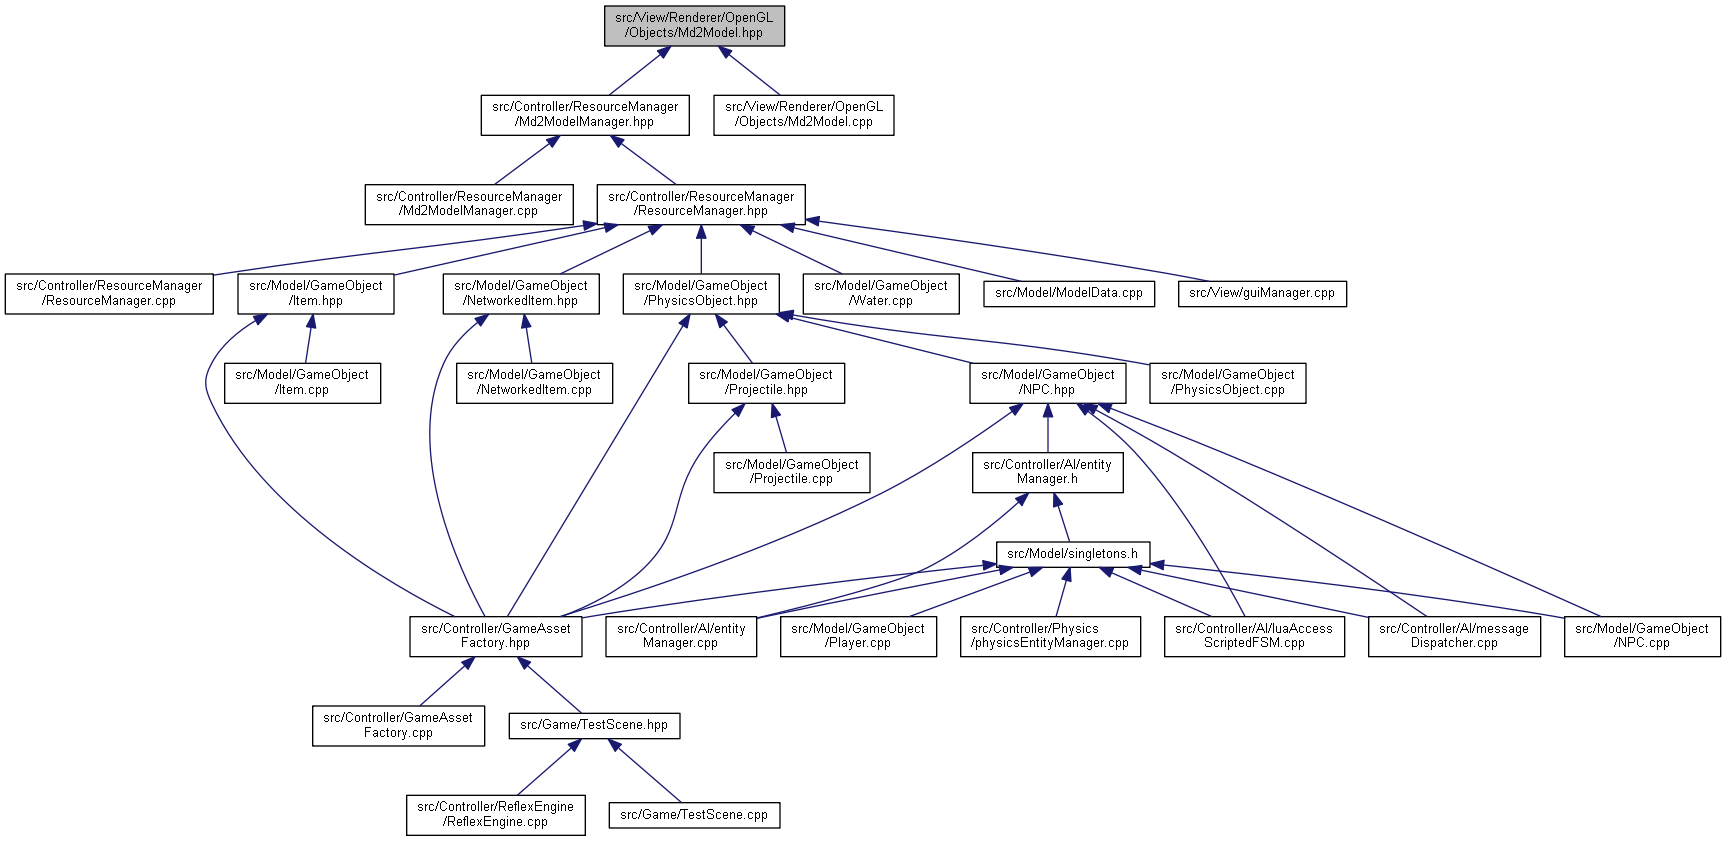 src/View/Renderer/OpenGL
/Objects/Md2Model.hpp
src/Controller/ResourceManager
/Md2ModelManager.hpp
src/View/Renderer/OpenGL
/Objects/Md2Model.cpp
src/Controller/ResourceManager
/Md2ModelManager.cpp
src/Controller/ResourceManager
/ResourceManager.hpp
src/Controller/ResourceManager
/ResourceManager.cpp
src/Model/GameObject
/Item.hpp
src/Model/GameObject
/NetworkedItem.hpp
src/Model/GameObject
/PhysicsObject.hpp
src/Model/GameObject
/Water.cpp
src/Model/ModelData.cpp
src/View/guiManager.cpp
src/Model/GameObject
/Item.cpp
src/Model/GameObject
/NetworkedItem.cpp
src/Model/GameObject
/Projectile.hpp
src/Model/GameObject
/NPC.hpp
src/Model/GameObject
/PhysicsObject.cpp
src/Model/GameObject
/Projectile.cpp
src/Controller/AI/entity
Manager.h
src/Model/singletons.h
src/Controller/GameAsset
Factory.hpp
src/Controller/AI/entity
Manager.cpp
src/Model/GameObject
/Player.cpp
src/Controller/Physics
/physicsEntityManager.cpp
src/Controller/AI/luaAccess
ScriptedFSM.cpp
src/Controller/AI/message
Dispatcher.cpp
src/Model/GameObject
/NPC.cpp
src/Controller/GameAsset
Factory.cpp
src/Game/TestScene.hpp
src/Controller/ReflexEngine
/ReflexEngine.cpp
src/Game/TestScene.cpp